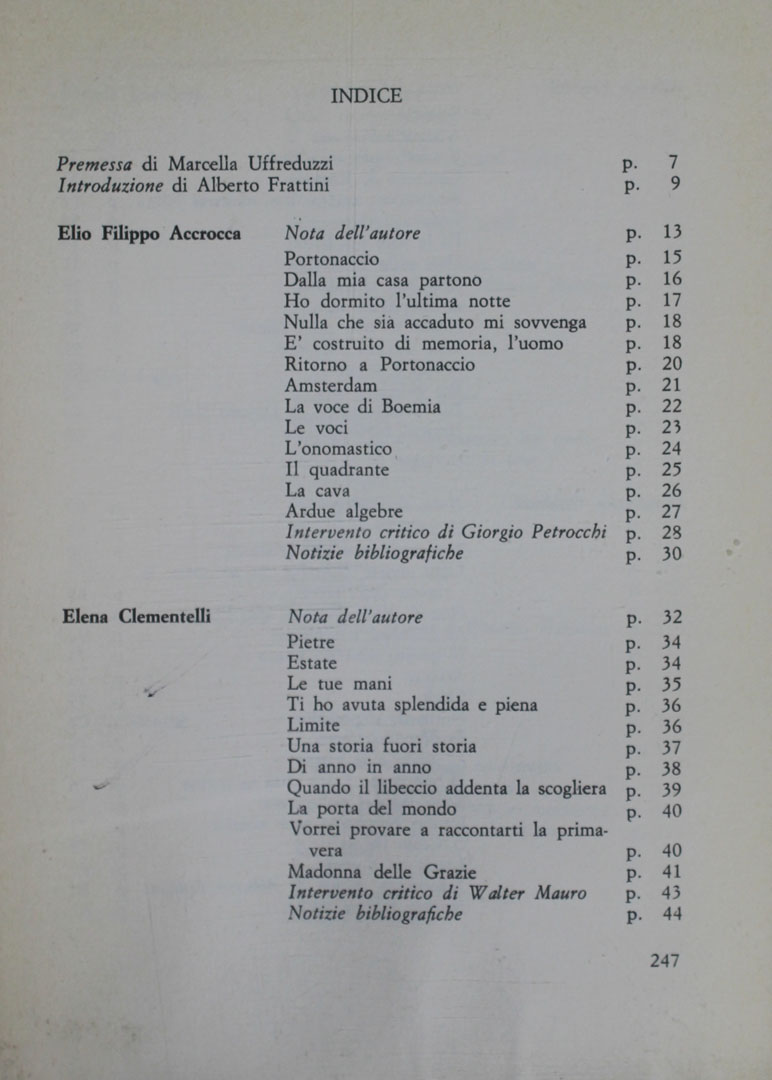 INDICE
Premessa di Marcella Uffreduzzi p. 7
Introduzione di Alberto Frattini p. 9
Elio Filippo Accrocca Nota dell'autore p. 13
Portonaccio p. 15
Dalla mia casa partono p. 16
Ho dormito l'ultima notte p. 17
Nulla che sia accaduto mi sovvenga p. 18
E' costruito di memoria, l'uomo p. 18
Ritorno a Portonaccio p. 20
Amsterdam p. 21
La voce di Boemia p. 22
Le voci p. 23
L'onomastico p. 24
Il quadrante p. 25
La cava p. 26
Ardue algebre p. 27
Intervento critico di Giorgio Petrocchi p. 28
Notizie bibliografiche p. 30
Elena Clementelli Nota dell'autore p. 32
Pietre p. 34
Estate p. 34
Le tue mani p. 35
Ti ho avuta splendida e piena p. 36
Limite p. 36
Una storia fuori storia p. 37
Di anno in anno p. 38
Quando il libeccio addenta la scogliera p. 39
La porta del mondo p. 40
Vorrei provare a raccontarti la prima-
vera p. 40
Madonna delle Grazie p. 41
Intervento critico di Walter Mauro p. 43
Notizie bibliografiche p. 44
247